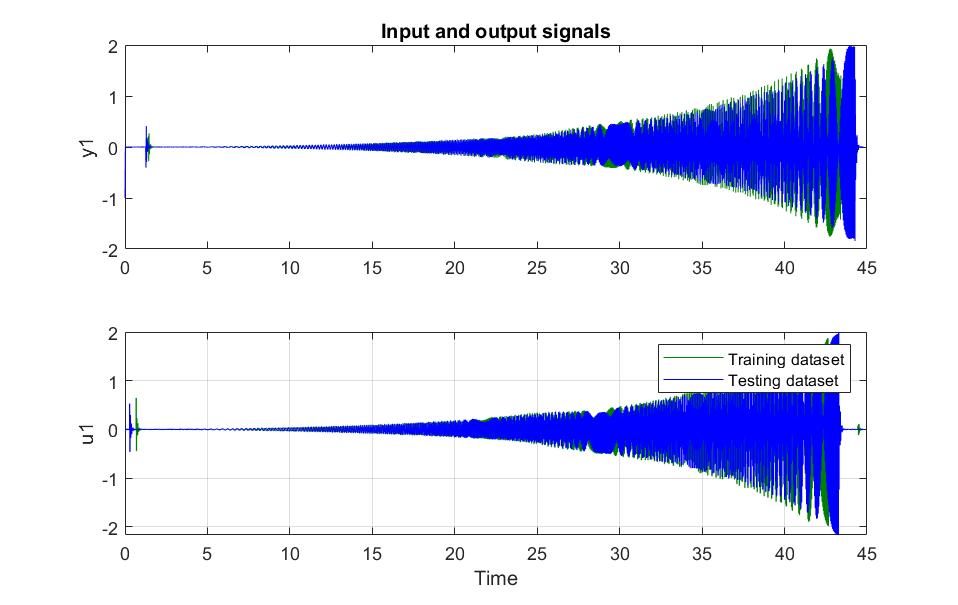 Input and output signals
y1
2
1
0
-1
-2
0 5 10 15 20 25 30 35 40 45
u1
2
1
0
-1
-2
Training dataset
Testing dataset
0 5 10 15 20 25 30 35 40 45
Time